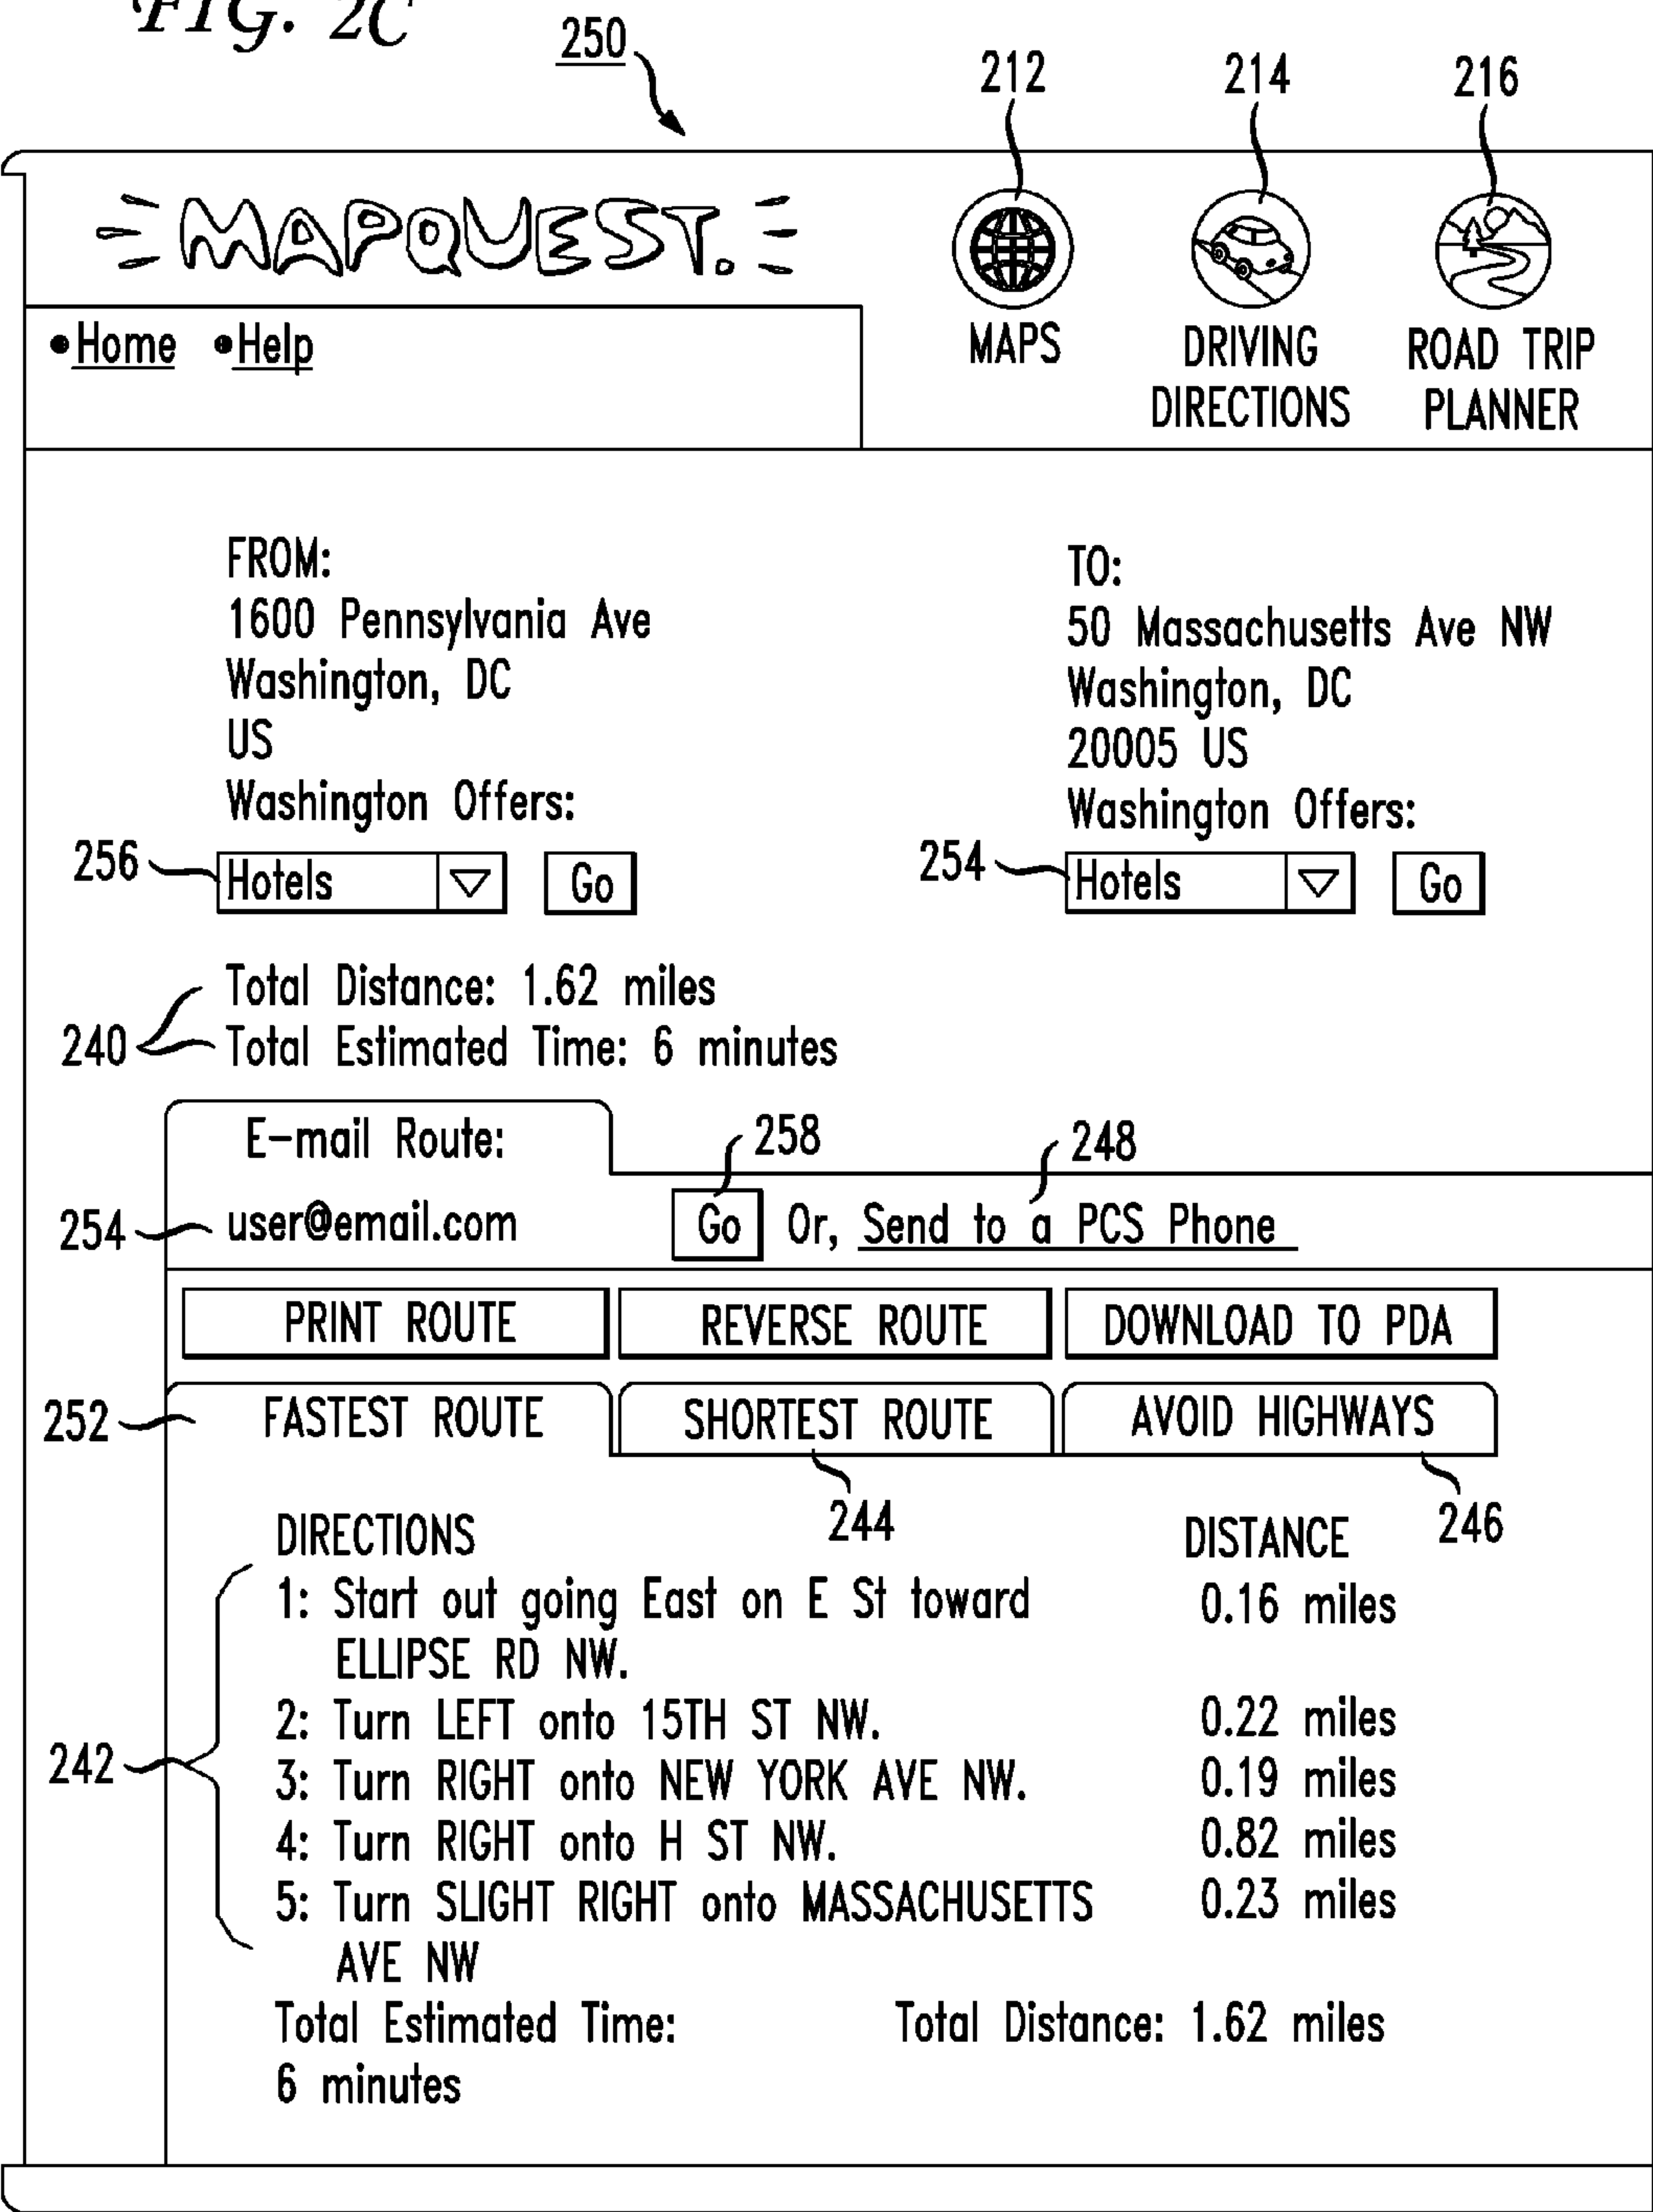 FIG. 2C
250
212
214
216
MAPQUEST.
•Home •Help
MAPS
DRIVING
DIRECTIONS
ROAD TRIP
PLANNER
FROM:
1600 Pennsylvania Ave
Washington, DC
US
Washington Offers:
256
Hotels
Go
TO:
50 Massachusetts Ave NW
Washington, DC
20005 US
Washington Offers:
254
Hotels
Go
Total Distance: 1.62 miles
240
Total Estimated Time: 6 minutes
E-mail Route:
258
248
254
user@email.com
Go
Or, Send to a PCS Phone
PRINT ROUTE
REVERSE ROUTE
DOWNLOAD TO PDA
252
FASTEST ROUTE
SHORTEST ROUTE
AVOID HIGHWAYS
244
246
DIRECTIONS
DISTANCE
1: Start out going East on E St toward 0.16 miles
ELLIPSE RD NW.
2: Turn LEFT onto 15TH ST NW. 0.22 miles
242
3: Turn RIGHT onto NEW YORK AVE NW. 0.19 miles
4: Turn RIGHT onto H ST NW. 0.82 miles
5: Turn SLIGHT RIGHT onto MASSACHUSETTS 0.23 miles
AVE NW
Total Estimated Time: Total Distance: 1.62 miles
6 minutes